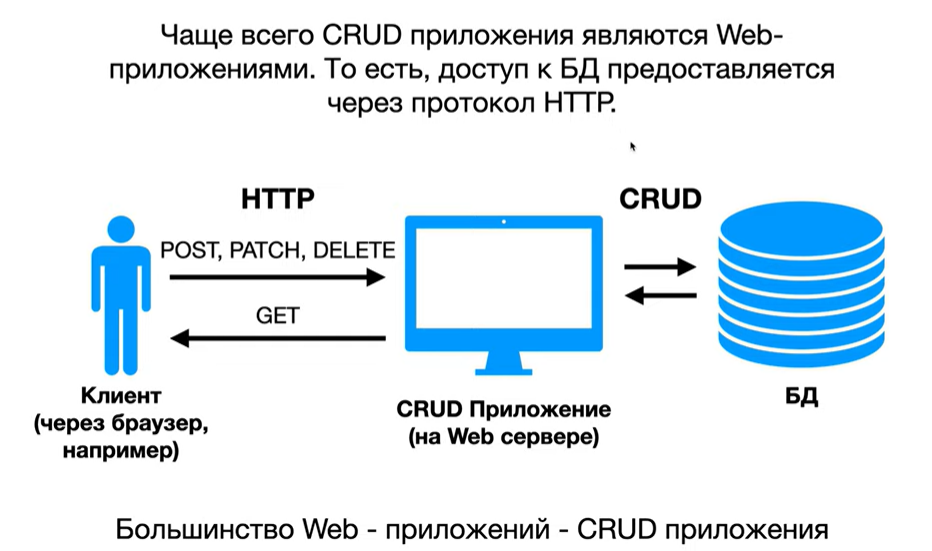 Чаще всего CRUD приложения являются Web-
приложениями. То есть, доступ к БД предоставляется
через протокол HTTP.
HTTP
CRUD
POST, PATCH, DELETE
GET
Клиент
(через браузер,
например)
CRUD Приложение
(на Web сервере)
БД
Большинство Web - приложений - CRUD приложения